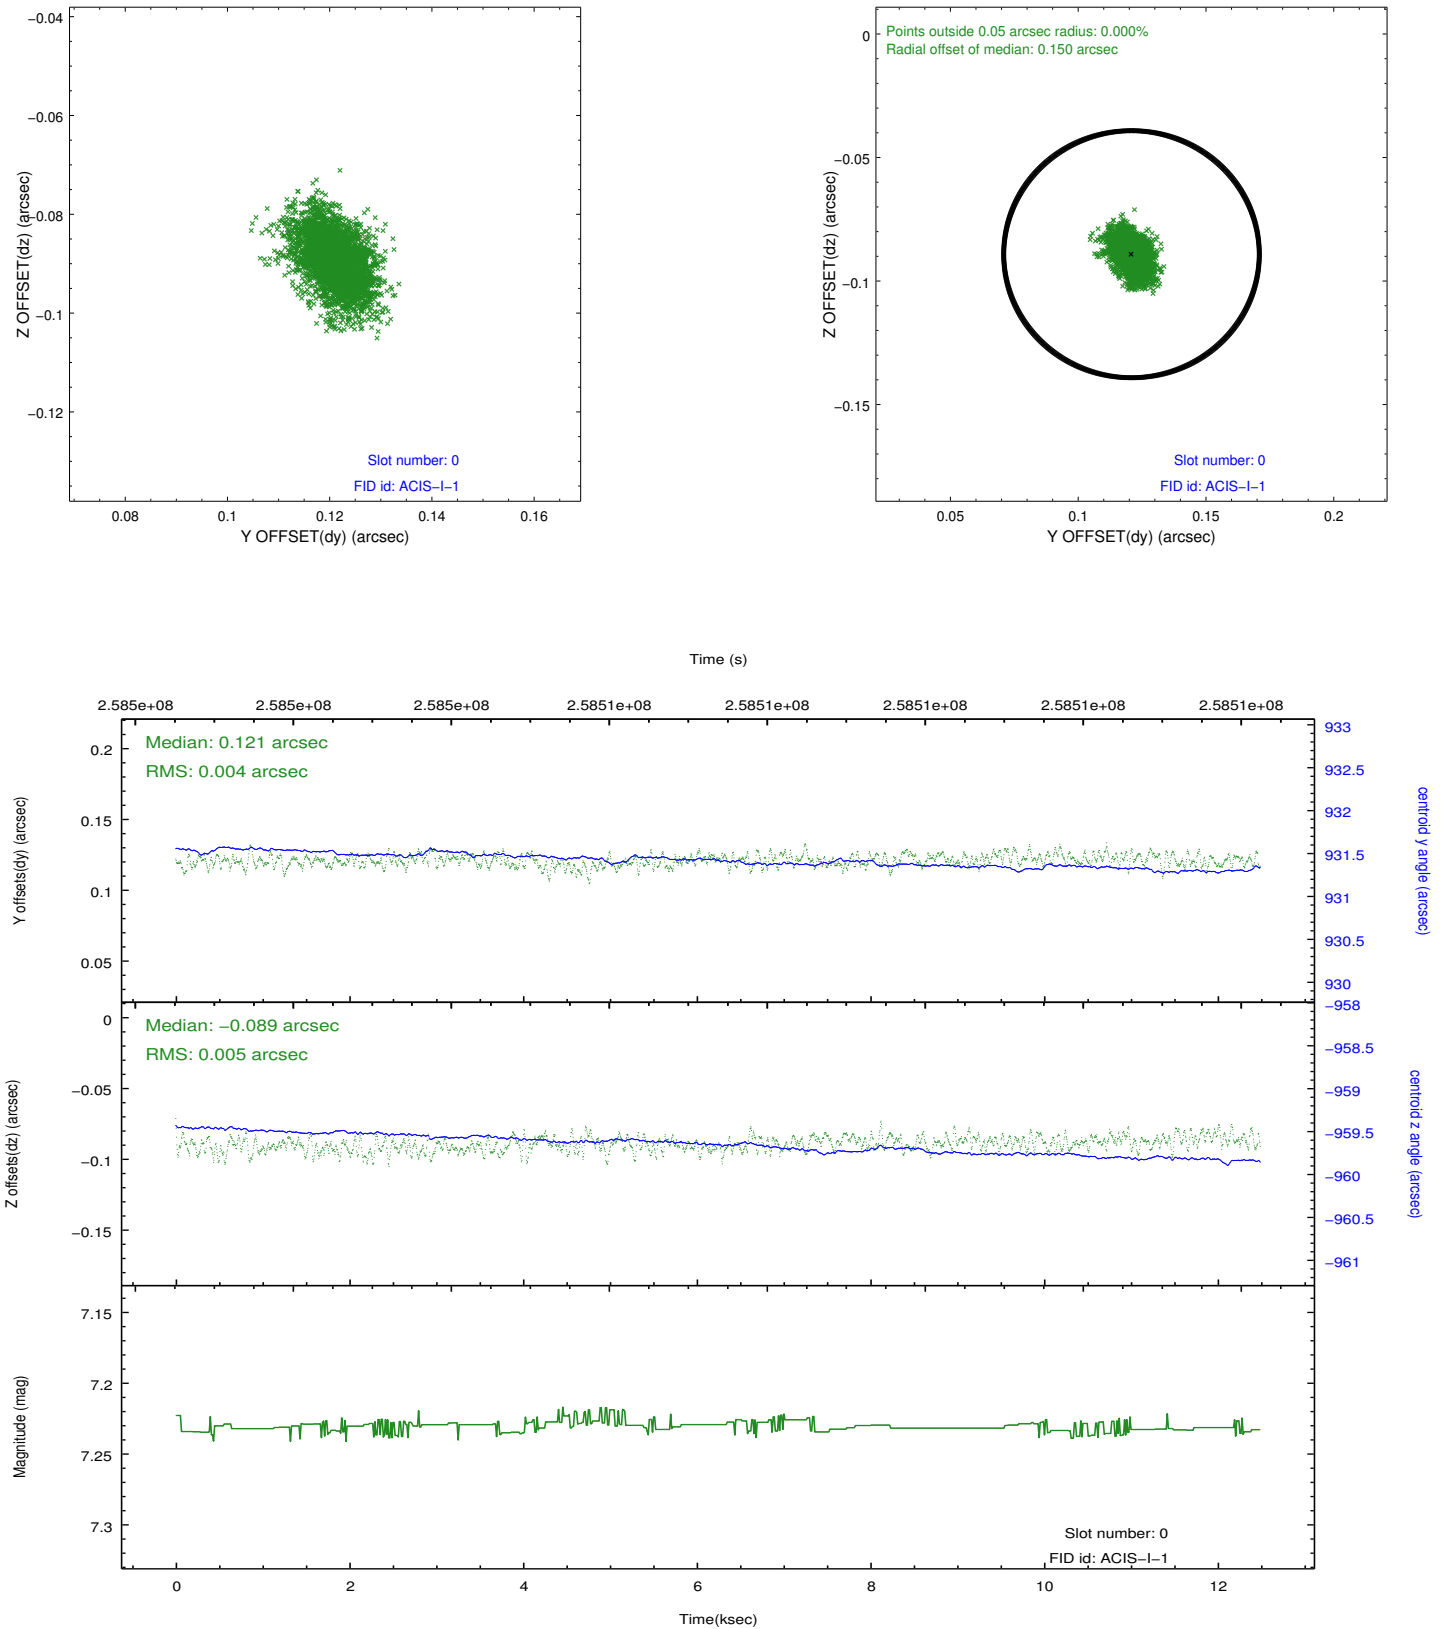 −0.04
−0.06
−0.08
−0.1
−0.12
Z OFFSET(dz) (arcsec)
Slot number: 0
FID id: ACIS−I−1
0.08 0.1 0.12 0.14 0.16
Y OFFSET(dy) (arcsec)
Points outside 0.05 arcsec radius: 0.000%
Radial offset of median: 0.150 arcsec
0
−0.05
−0.1
−0.15
Z OFFSET(dz) (arcsec)
Slot number: 0
FID id: ACIS−I−1
0.05 0.1 0.15 0.2
Y OFFSET(dy) (arcsec)
Time (s)
2.585e+08 2.585e+08 2.585e+08 2.5851e+08 2.5851e+08 2.5851e+08 2.5851e+08 2.5851e+08
Median: 0.121 arcsec
RMS: 0.004 arcsec
0.2
0.15
0.1
0.05
Y offsets(dy) (arcsec)
933
932.5
932
931.5
931
930.5
930
centroid y angle (arcsec)
Median: −0.089 arcsec
RMS: 0.005 arcsec
0
−0.05
−0.1
−0.15
Z offsets(dz) (arcsec)
−958
−958.5
−959
−959.5
−960
−960.5
−961
centroid z angle (arcsec)
7.15
7.2
7.25
7.3
Magnitude (mag)
Slot number: 0
FID id: ACIS−I−1
0 2 4 6 8 10 12
Time(ksec)